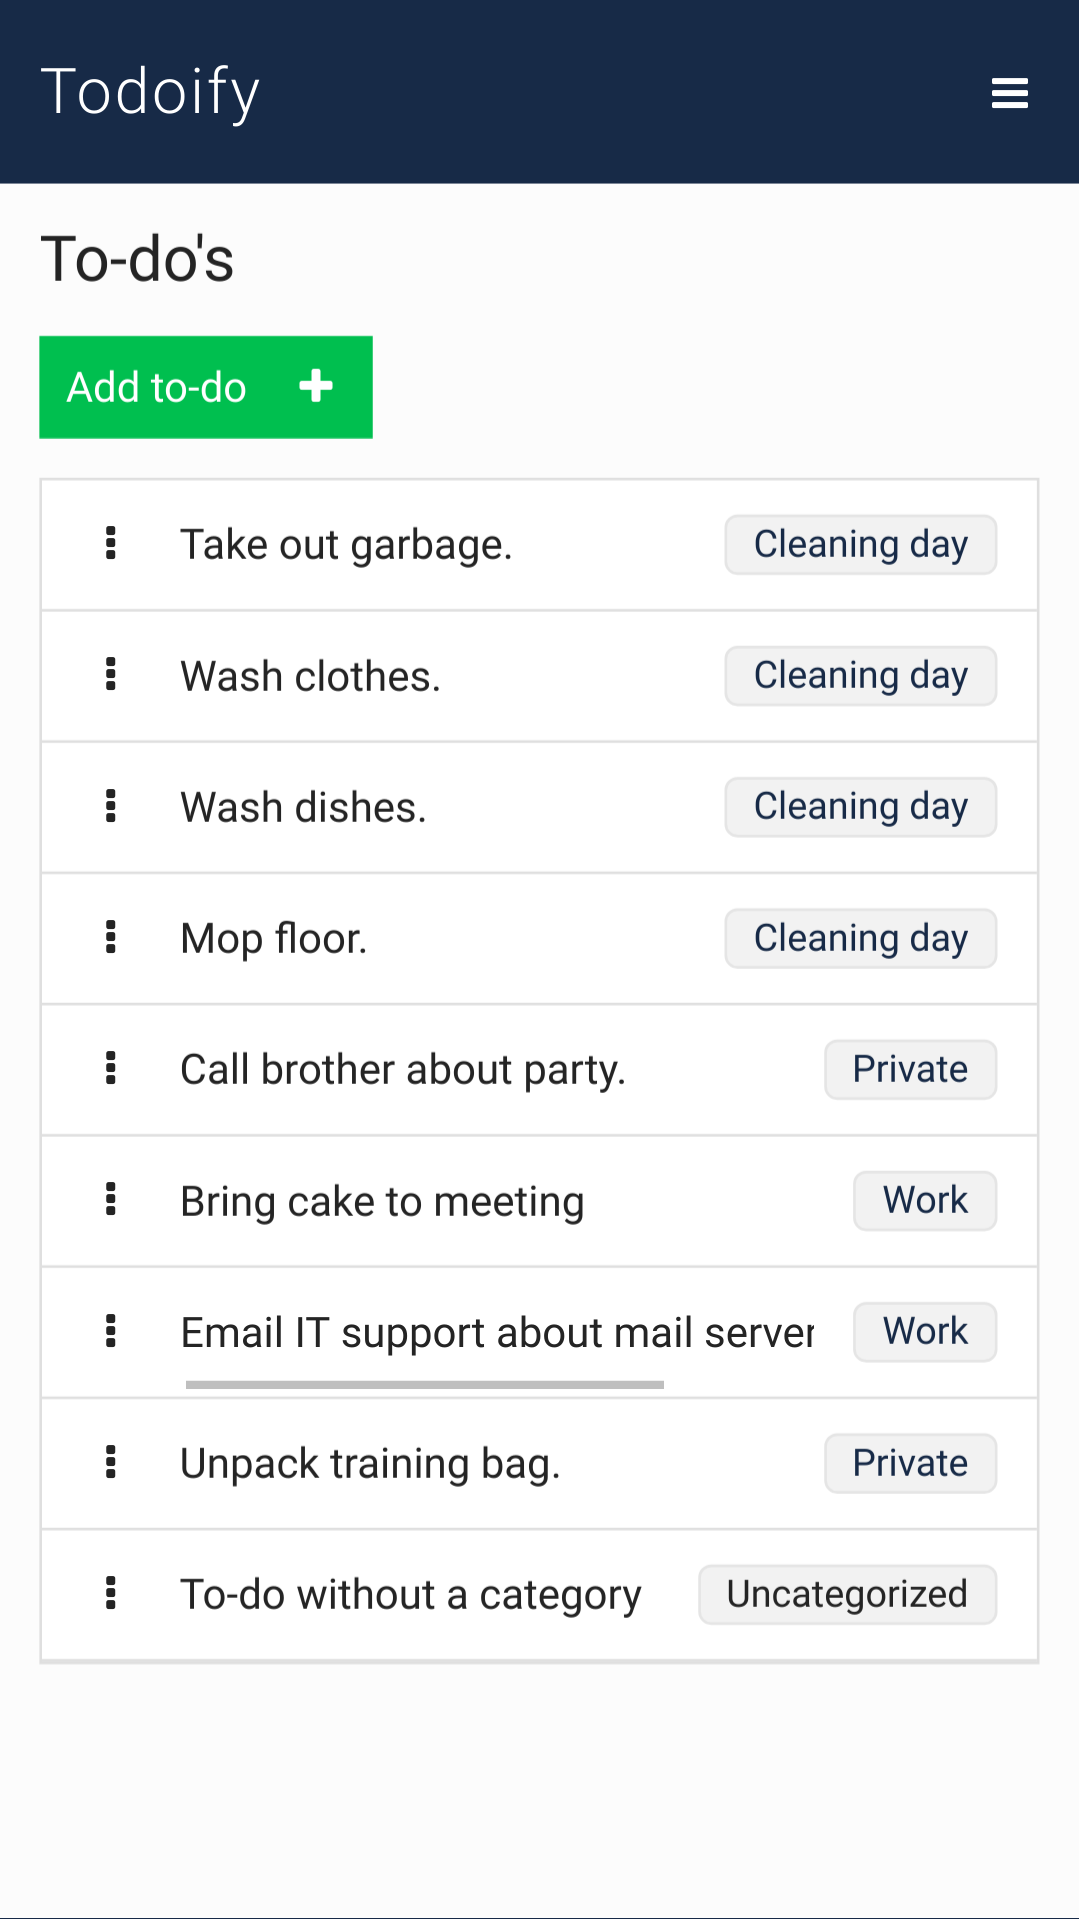 Todoify
To-do's
Add to-do
Take out garbage. Cleaning day
Wash clothes. Cleaning day
Wash dishes. Cleaning day
Mop floor. Cleaning day
Call brother about party. Private
Bring cake to meeting Work
Email IT support about mail server Work
Unpack training bag. Private
To-do without a category Uncategorized